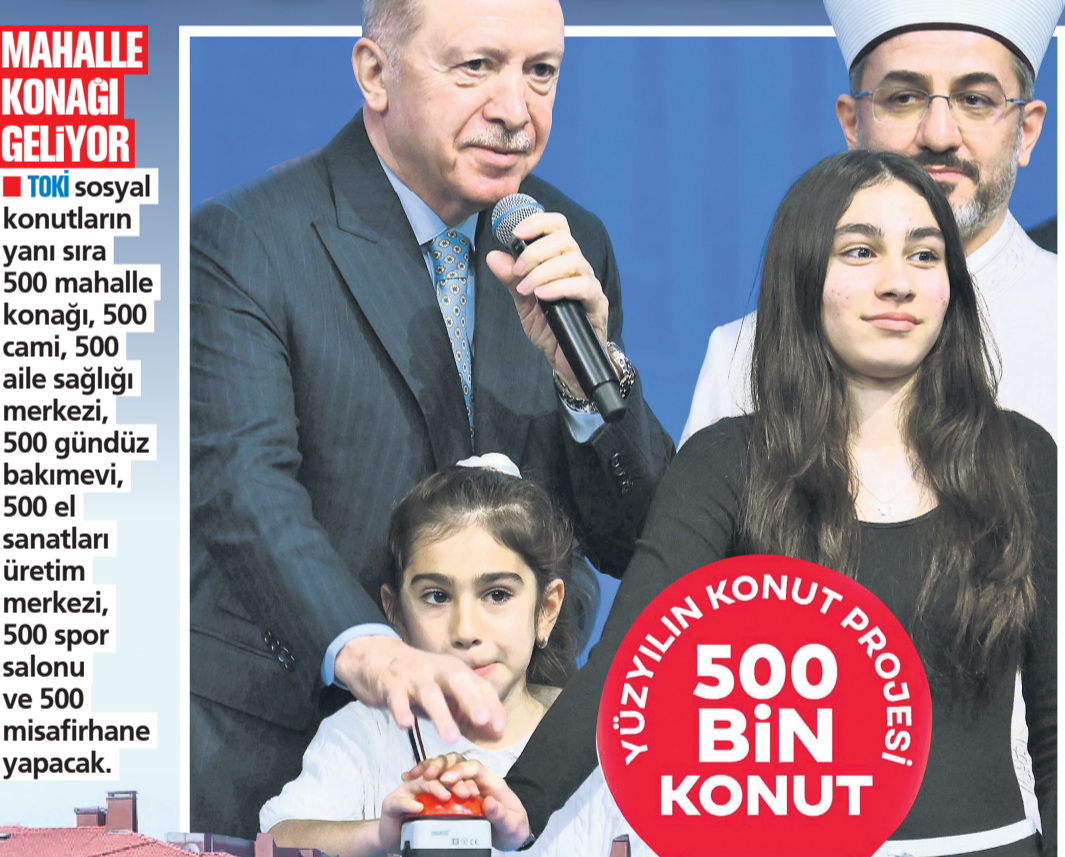 MAHALLE
KONAĞI
GELİYOR
TOKİ sosyal
konutların
yanı sıra
500 mahalle
konağı, 500
cami, 500
aile sağlığı
merkezi,
500 gündüz
bakımevi,
500 el
sanatları
üretim
merkezi,
500 spor
salonu
ve 500
misafirhane
yapacak.
YÜZYILIN KONUT PROJESİ
500
BİN
KONUT